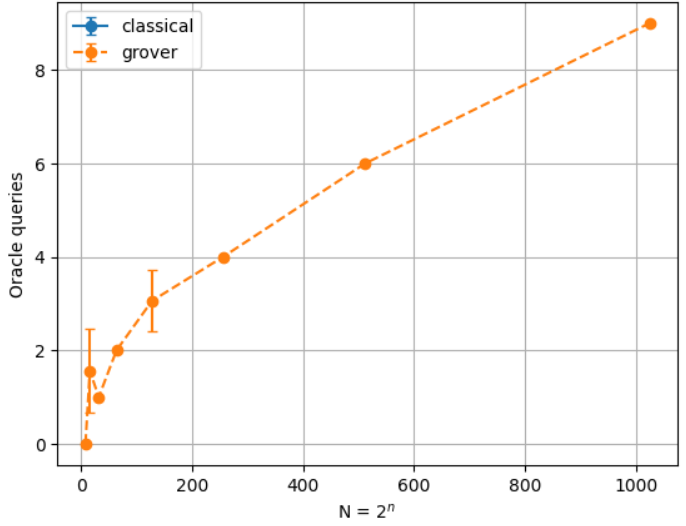 classical
grover
Oracle queries
8
6
4
2
0
0 200 400 600 800 1000
N = 2ⁿ